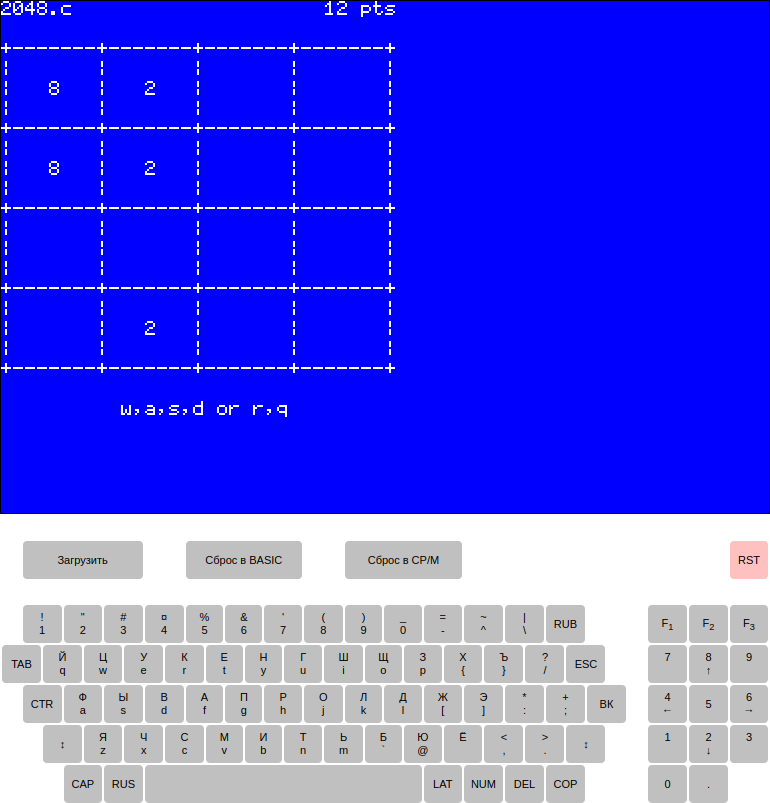 2048.c 12 pts
8 2
8 2
2
w,a,s,d or r,q
Загрузить Сброс в BASIC Сброс в CP/M RST
! " # ¤ % & ' ( ) _ = ~ |
1 2 3 4 5 6 7 8 9 0 - ^ \ RUB F1 F2 F3
Й Ц У К Е Н Г Ш Щ З Х Ъ ?
TAB q w e r t y u i o p { } / ESC 7 8 ↑ 9
Ф Ы В А П Р О Л Д Ж Э * +
CTR a s d f g h j k l [ ] : ; ВК 4 ← 5 6 →
Я Ч С М И Т Ь Б Ю Ё < >
↕ z x c v b n m ` @ , . ↕ 1 2 ↓ 3
CAP RUS LAT NUM DEL COP 0 .